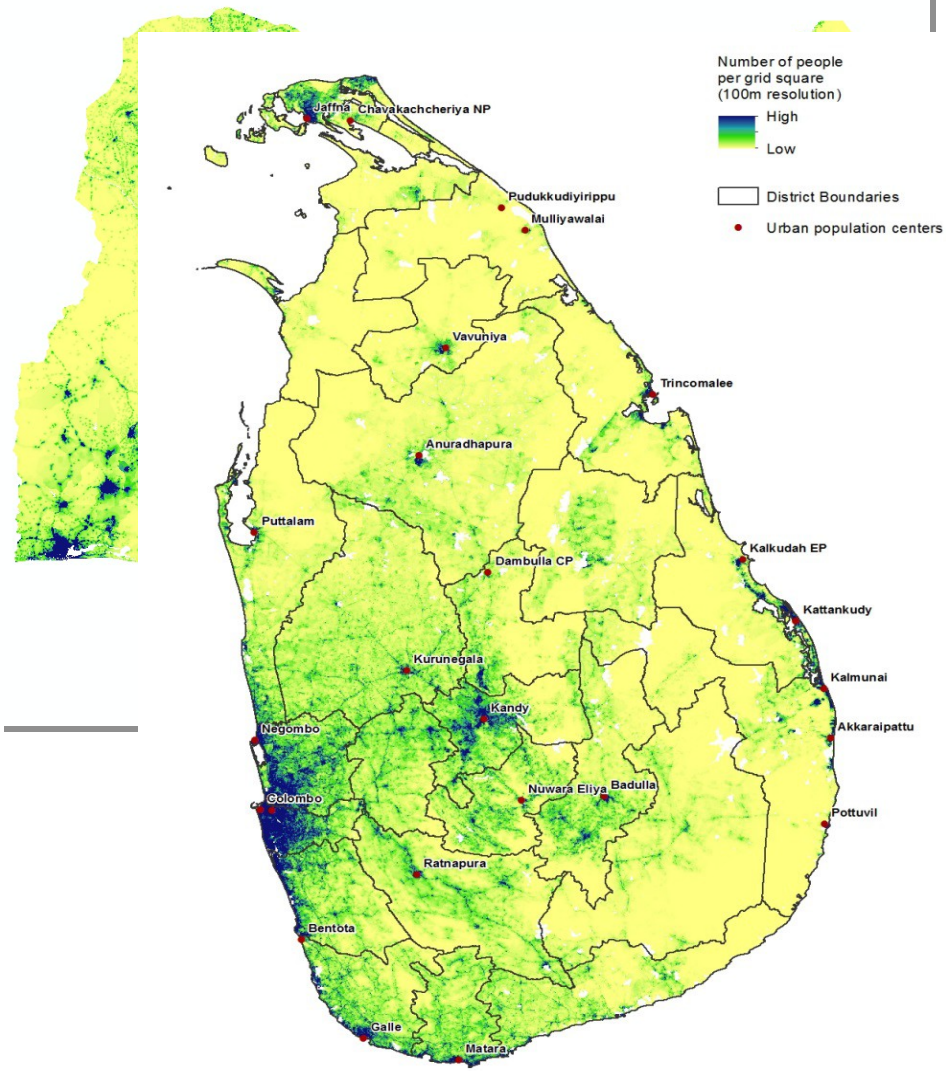 Number of people
per grid square
(100m resolution)
High
Low
District Boundaries
Urban population centers
Jaffna
Chavakachcheriya NP
Pudukkudiyirippu
Mulliyawalai
Vavuniya
Trincomalee
Anuradhapura
Puttalam
Kalkudah EP
Dambulla CP
Kattankudy
Kurunegala
Kalmunai
Kandy
Negombo
Akkaraipattu
Nuwara Eliya
Badulla
Colombo
Pottuvil
Ratnapura
Bentota
Galle
Matara